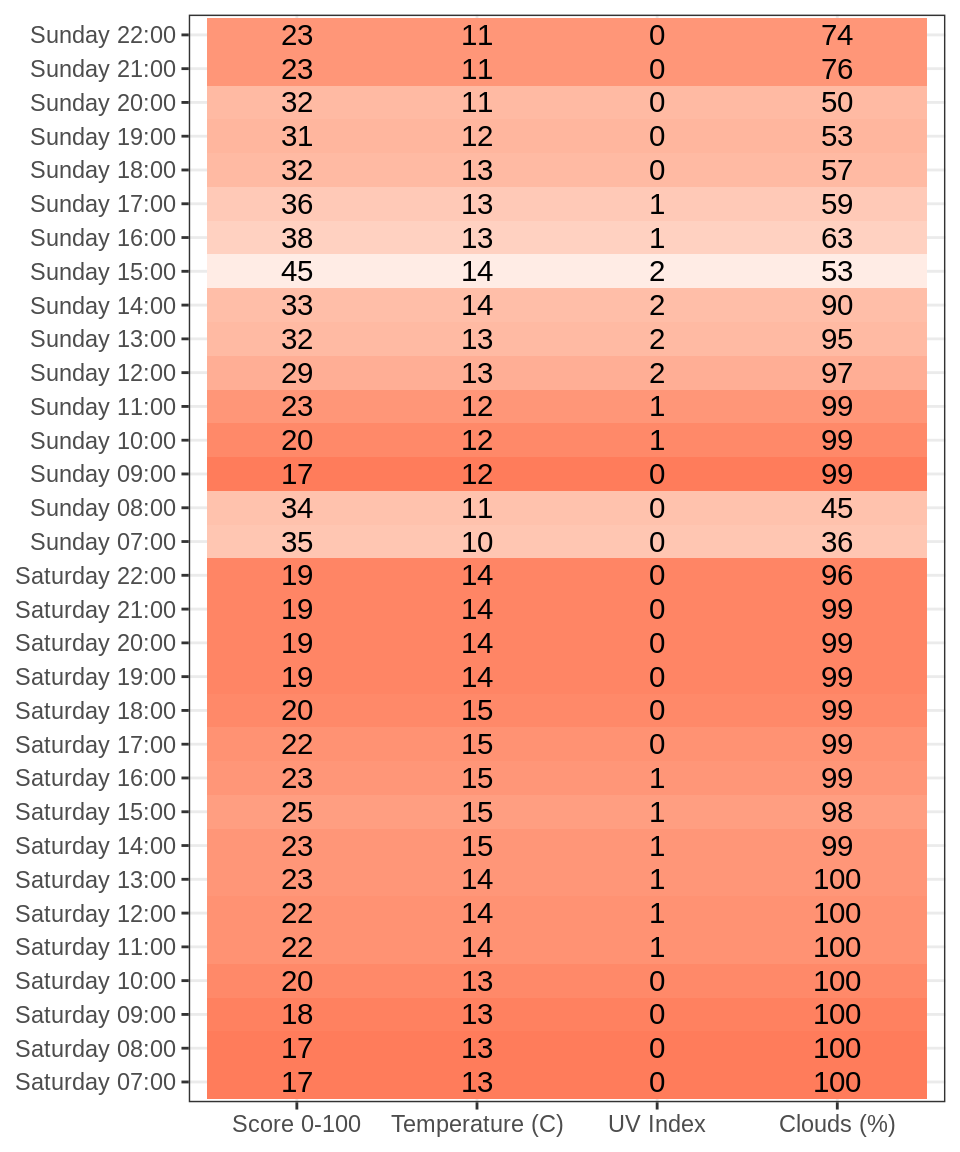 Sunday 22:00 23 11 0 74
Sunday 21:00 23 11 0 76
Sunday 20:00 32 11 0 50
Sunday 19:00 31 12 0 53
Sunday 18:00 32 13 0 57
Sunday 17:00 36 13 1 59
Sunday 16:00 38 13 1 63
Sunday 15:00 45 14 2 53
Sunday 14:00 33 14 2 90
Sunday 13:00 32 13 2 95
Sunday 12:00 29 13 2 97
Sunday 11:00 23 12 1 99
Sunday 10:00 20 12 1 99
Sunday 09:00 17 12 0 99
Sunday 08:00 34 11 0 45
Sunday 07:00 35 10 0 36
Saturday 22:00 19 14 0 96
Saturday 21:00 19 14 0 99
Saturday 20:00 19 14 0 99
Saturday 19:00 19 14 0 99
Saturday 18:00 20 15 0 99
Saturday 17:00 22 15 0 99
Saturday 16:00 23 15 1 99
Saturday 15:00 25 15 1 98
Saturday 14:00 23 15 1 99
Saturday 13:00 23 14 1 100
Saturday 12:00 22 14 1 100
Saturday 11:00 22 14 1 100
Saturday 10:00 20 13 0 100
Saturday 09:00 18 13 0 100
Saturday 08:00 17 13 0 100
Saturday 07:00 17 13 0 100
Score 0-100 Temperature (C) UV Index Clouds (%)